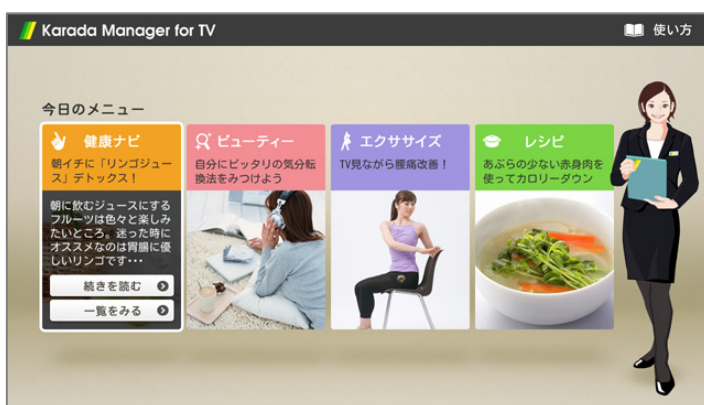 Karada Manager for TV
使い方
今日のメニュー
健康ナビ
朝イチに「リンゴジュー
ス」デトックス！
朝に飲むジュースにする
フルーツは色々と楽しみ
たいところ。迷った時に
オススメなのは胃腸に優
しいリンゴです・・・
続きを読む
一覧をみる
ビューティー
自分にピッタリの気分転
換法をみつけよう
エクササイズ
TV見ながら腰痛改善！
レシピ
あぶらの少ない赤身肉を
使ってカロリーダウン